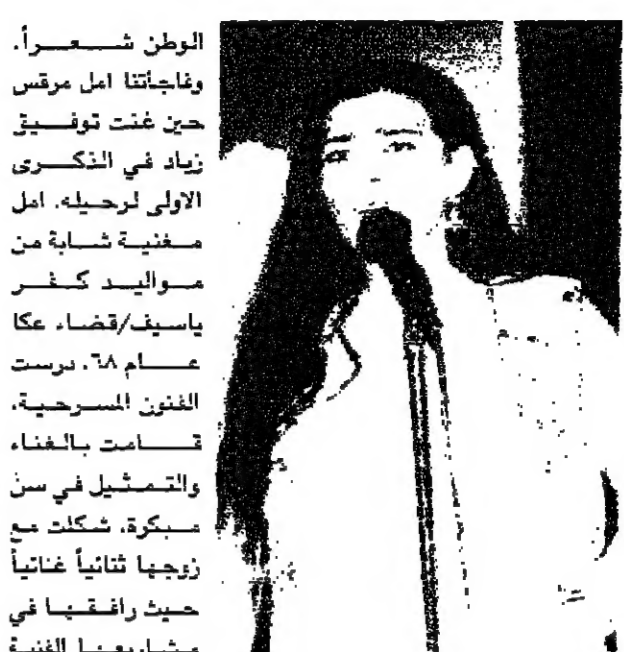 الوطن شعراً.
وفاجأتنا امل مرقس
حين غنت توفيق
زياد في الذكرى
الاولى لرحيله. امل
مغنية شابة من
مواليد كفر
ياسيف/قضاء عكا
عام ٦٨. درست
الفنون المسرحية،
قامت بالغناء
والتمثيل في سن
مبكرة، شكلت مع
زوجها ثنائياً غنائياً
حيث رافقها في
مشاريعها الفنية